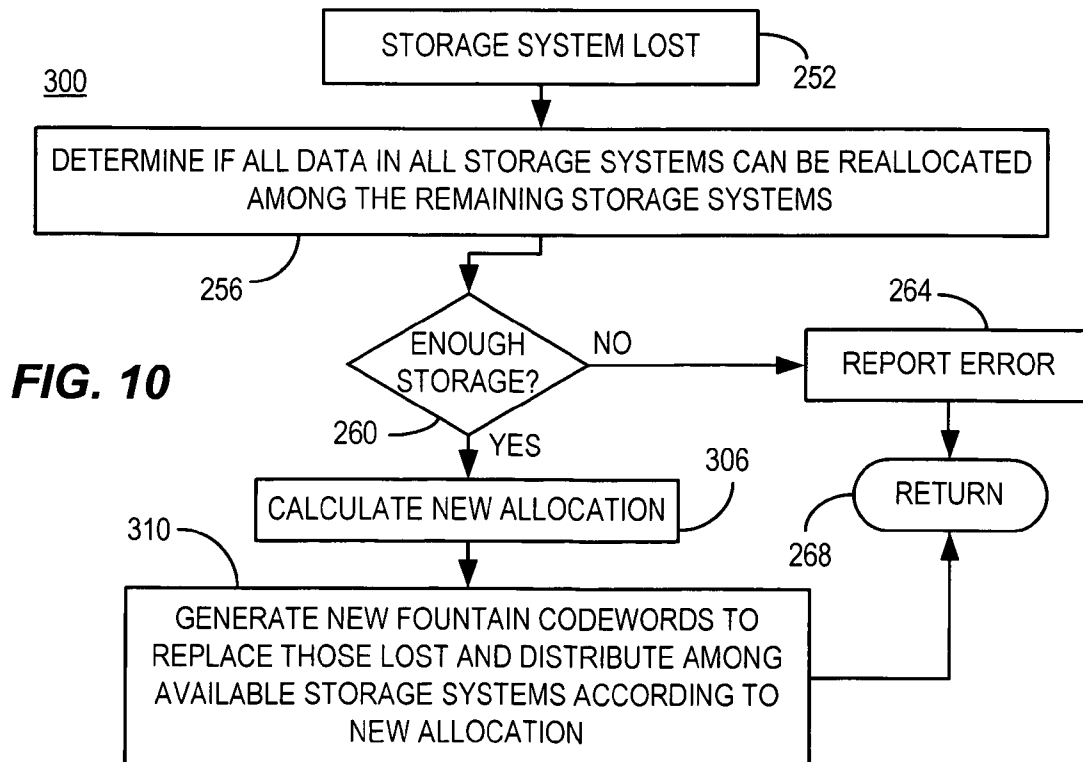 STORAGE SYSTEM LOST
252
300
DETERMINE IF ALL DATA IN ALL STORAGE SYSTEMS CAN BE REALLOCATED
AMONG THE REMAINING STORAGE SYSTEMS
256
264
ENOUGH
STORAGE?
NO
REPORT ERROR
FIG. 10
260
YES
306
CALCULATE NEW ALLOCATION
RETURN
310
268
GENERATE NEW FOUNTAIN CODEWORDS TO
REPLACE THOSE LOST AND DISTRIBUTE AMONG
AVAILABLE STORAGE SYSTEMS ACCORDING TO
NEW ALLOCATION